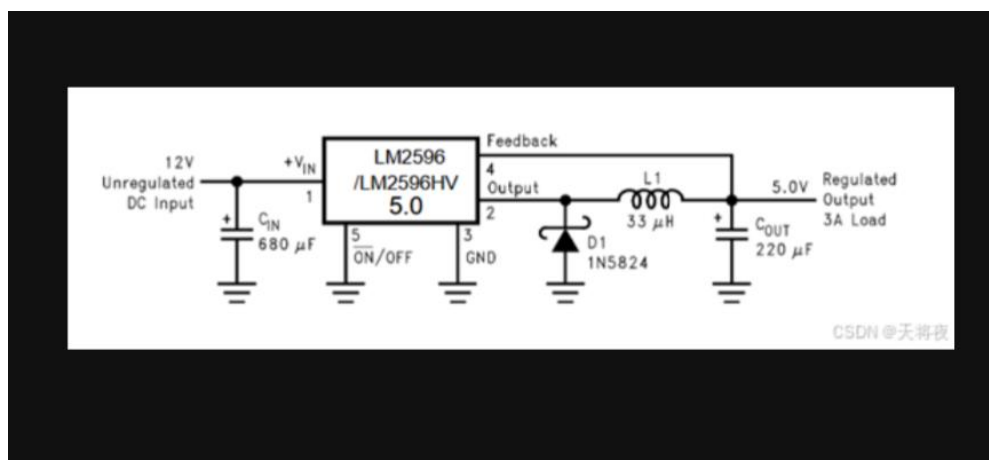 Feedback
12V
+VIN
LM2596
4
L1
Unregulated
1
/LM2596HV
Output
5.0V
Regulated
DC Input
5.0
2
33 μH
Output
3A Load
+
CIN
680 μF
5
ON/OFF
3
GND
D1
1N5824
+
COUT
220 μF
CSDN @天将夜